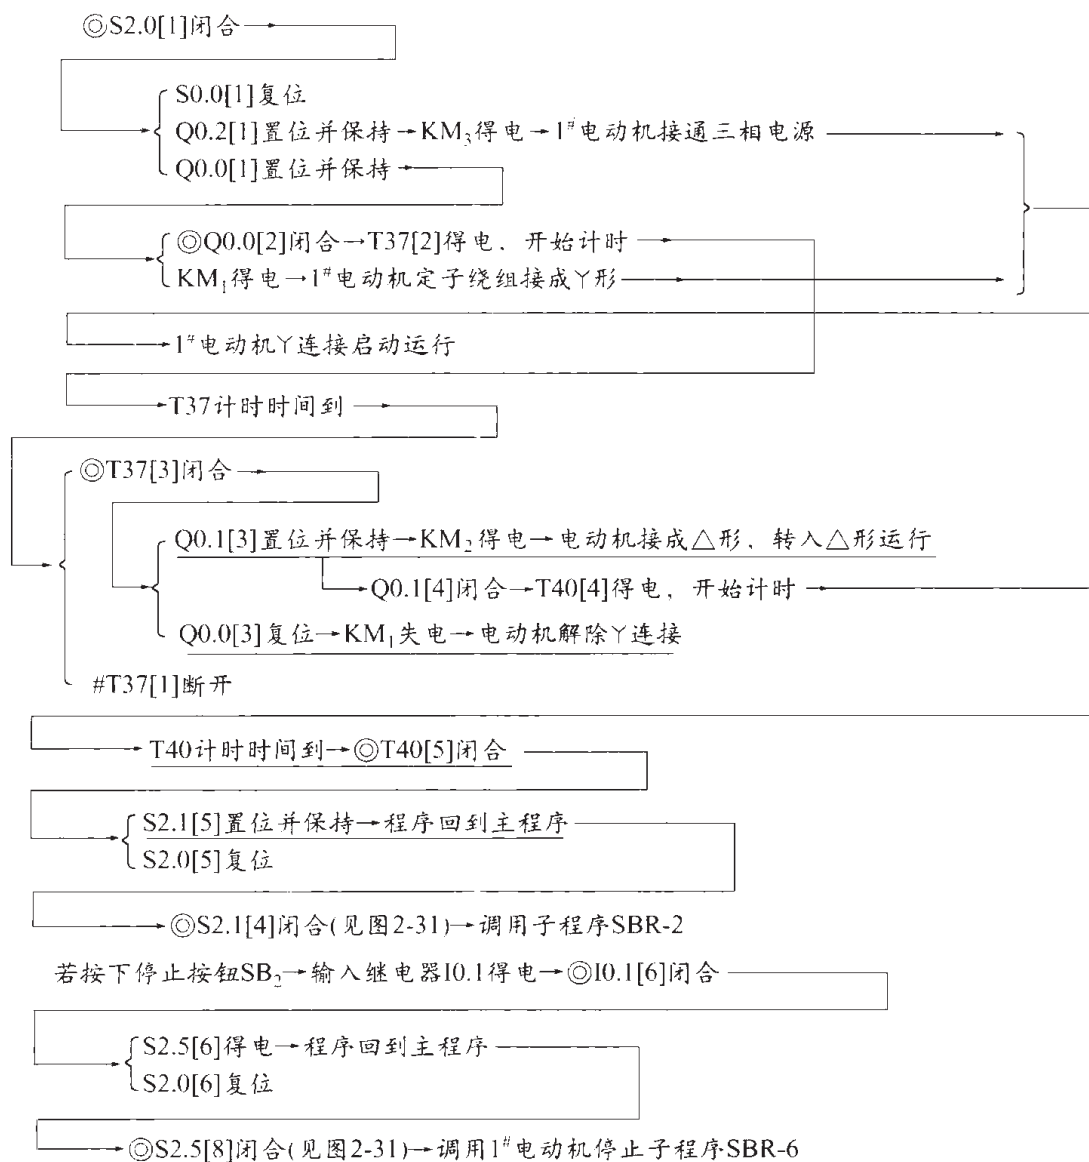 ◎S2.0[1]闭合
S0.0[1]复位
Q0.2[1]置位并保持→KM₃得电→1#电动机接通三相电源
Q0.0[1]置位并保持
◎Q0.0[2]闭合→T37[2]得电、开始计时
KM₁得电→1#电动机定子绕组接成Y形
1#电动机Y连接启动运行
T37计时时间到
◎T37[3]闭合
Q0.1[3]置位并保持→KM₂得电→电动机接成△形、转入△形运行
Q0.1[4]闭合→T40[4]得电、开始计时
Q0.0[3]复位→KM₁失电→电动机解除Y连接
#T37[1]断开
T40计时时间到→◎T40[5]闭合
S2.1[5]置位并保持→程序回到主程序
S2.0[5]复位
◎S2.1[4]闭合(见图2-31)→调用子程序SBR-2
若按下停止按钮SB₂→输入继电器I0.1得电→◎I0.1[6]闭合
S2.5[6]得电→程序回到主程序
S2.0[6]复位
◎S2.5[8]闭合(见图2-31)→调用1#电动机停止子程序SBR-6